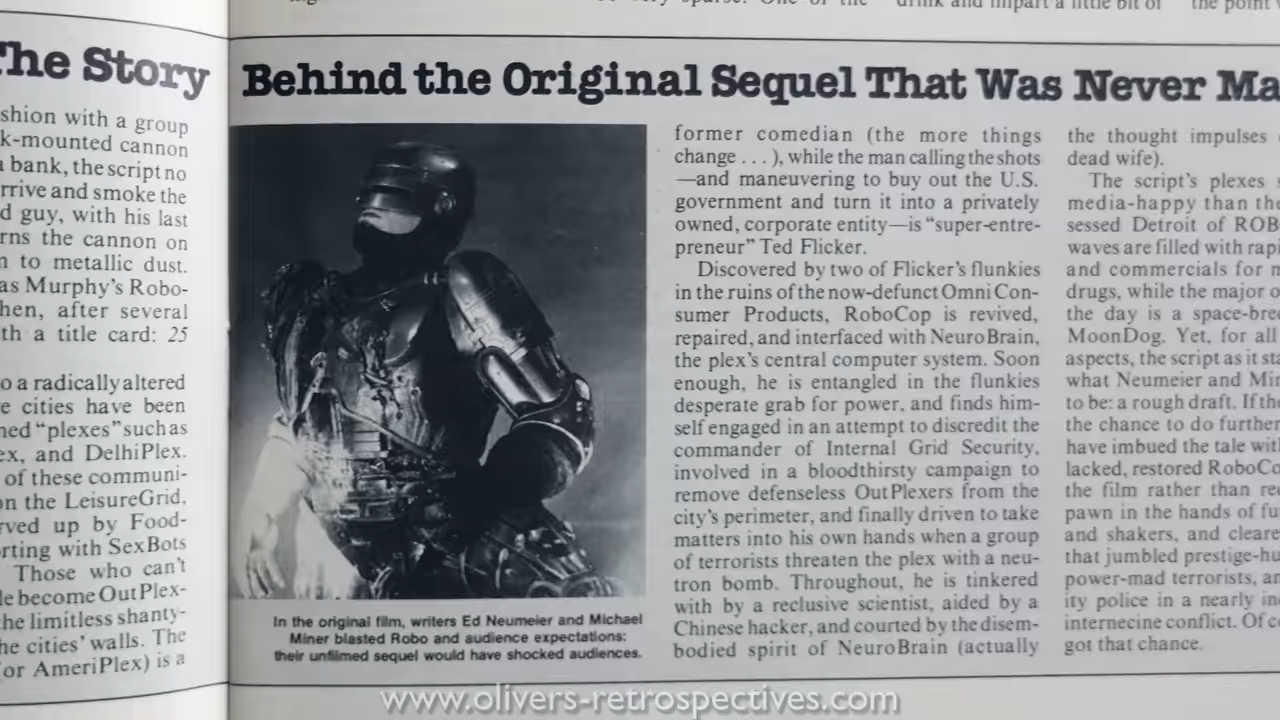 drink and impart a little bit of
the point
The Story
Behind the Original Sequel That Was Never Ma
shion with a group
k-mounted cannon
a bank, the script no
rrive and smoke the
d guy, with his last
rns the cannon on
n to metallic dust.
as Murphy's Robo-
hen, after several
th a title card: 25
o a radically altered
e cities have been
ned "plexes" such as
ex, and DelhiPlex.
of these communi-
on the LeisureGrid,
rved up by Food-
orting with SexBots
Those who can't
le become OutPlex-
the limitless shanty-
he cities' walls. The
(or AmeriPlex) is a
In the original film, writers Ed Neumeier and Michael
Miner blasted Robo and audience expectations:
their unfilmed sequel would have shocked audiences.
former comedian (the more things
change . . . ), while the man calling the shots
—and maneuvering to buy out the U.S.
government and turn it into a privately
owned, corporate entity—is "super-entre-
preneur" Ted Flicker.
Discovered by two of Flicker's flunkies
in the ruins of the now-defunct Omni Con-
sumer Products, RoboCop is revived,
repaired, and interfaced with NeuroBrain,
the plex's central computer system. Soon
enough, he is entangled in the flunkies
desperate grab for power, and finds him-
self engaged in an attempt to discredit the
commander of Internal Grid Security,
involved in a bloodthirsty campaign to
remove defenseless OutPlexers from the
city's perimeter, and finally driven to take
matters into his own hands when a group
of terrorists threaten the plex with a neu-
tron bomb. Throughout, he is tinkered
with by a reclusive scientist, aided by a
Chinese hacker, and courted by the disem-
bodied spirit of NeuroBrain (actually
the thought impulses
dead wife).
The script's plexes
media-happy than the
sessed Detroit of ROB
waves are filled with rapi
and commercials for m
drugs, while the major o
the day is a space-bre
MoonDog. Yet, for all
aspects, the script as it sta
what Neumeier and Min
to be: a rough draft. If the
the chance to do further
have imbued the tale wit
lacked, restored RoboCo
the film rather than re
pawn in the hands of fu
and shakers, and cleare
that jumbled prestige-hu
power-mad terrorists, an
ity police in a nearly in
internecine conflict. Of co
got that chance.
www.olivers-retrospectives.com